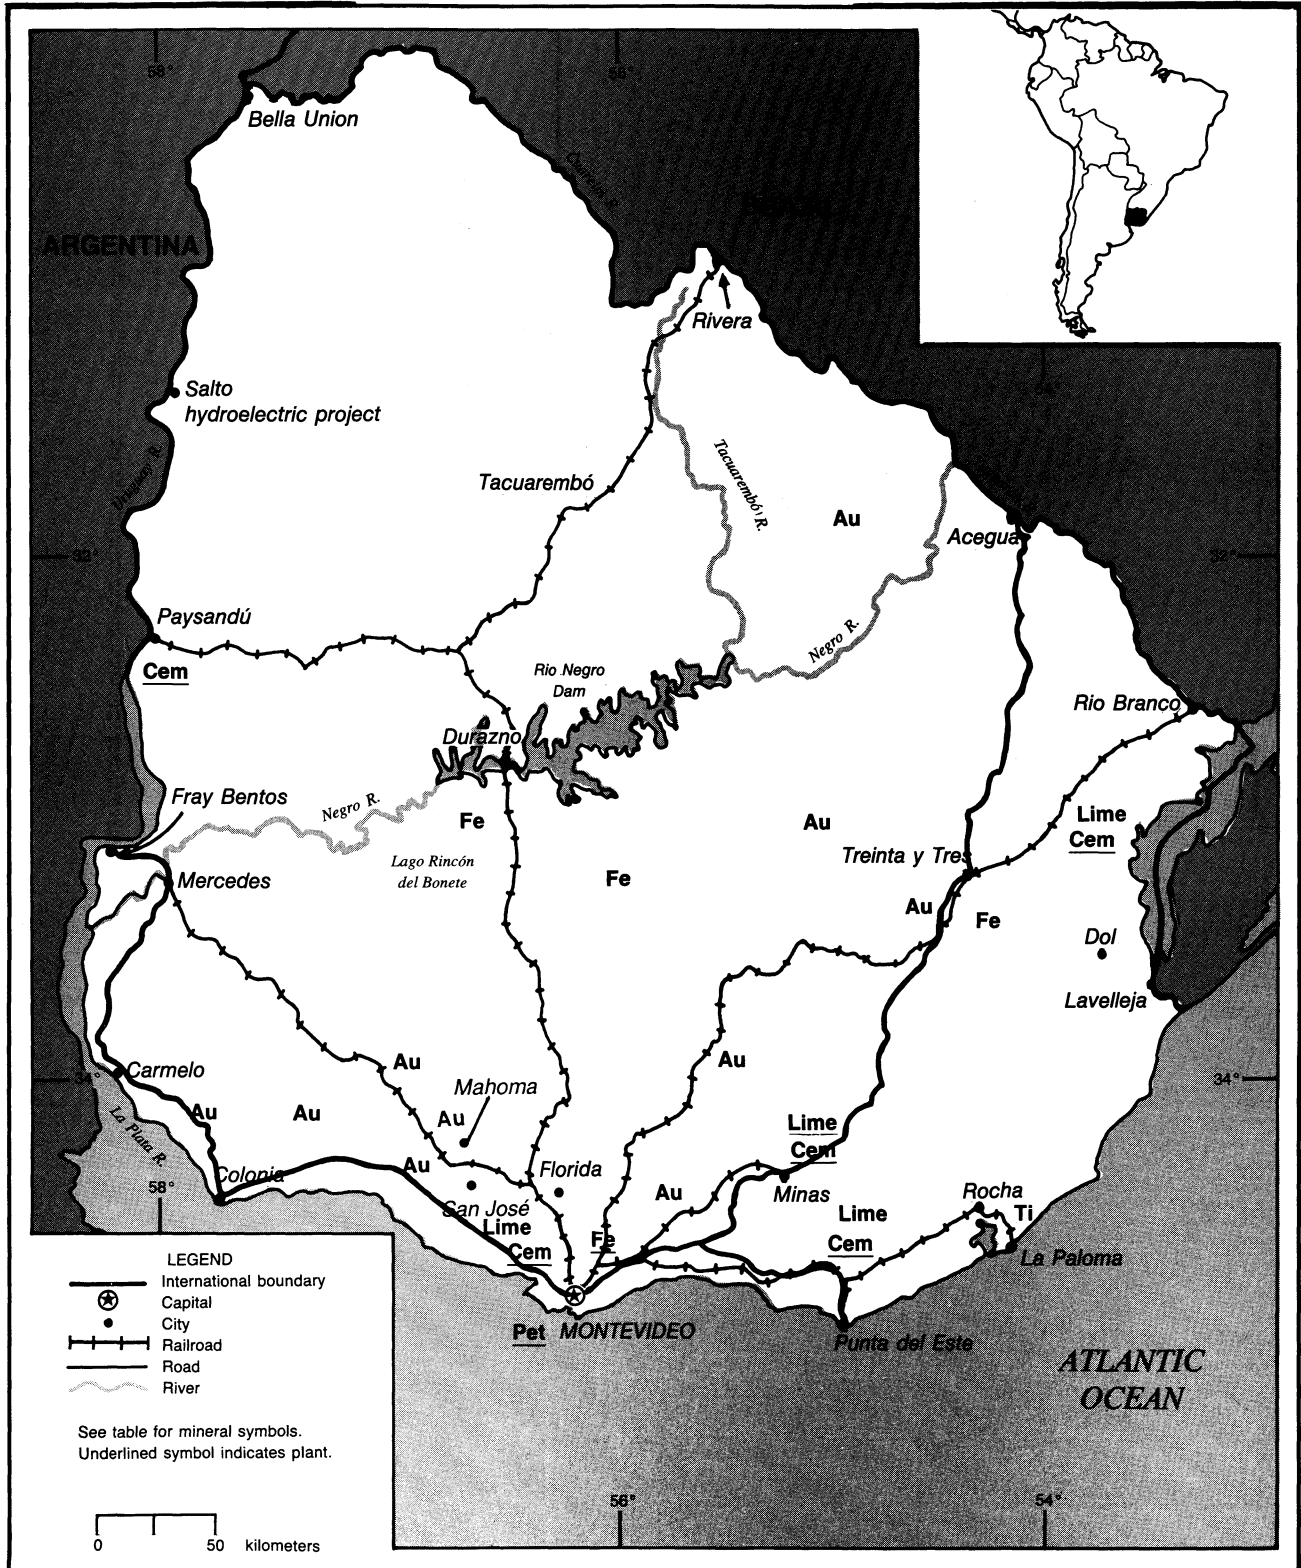 58°
56°
Bella Union
Cuareim R.
ARGENTINA
Rivera
54°
Salto
hydroelectric project
Uruguay R.
Tacuarembó
Tacuarembó R.
Au
Acegua
32°
32°
Paysandú
Cem
Rio Negro
Dam
Negro R.
Rio Branco
Durazno
Fray Bentos
Negro R.
Fe
Au
Lime
Cem
Lago Rincón
del Bonete
Fe
Treinta y Tres
Mercedes
Au
Fe
Dol
Lavelleja
Au
Au
Carmelo
34°
34°
Mahoma
Au
Au
Au
La Plata R.
Lime
Cem
Au
Florida
Colonia
58°
Minas
Au
San José
Lime
Cem
Fe
Lime
Cem
Rocha
Ti
La Paloma
Pet MONTEVIDEO
Punta del Este
ATLANTIC
OCEAN
LEGEND
International boundary
Capital
City
Railroad
Road
River
See table for mineral symbols.
Underlined symbol indicates plant.
0 50 kilometers
56°
54°